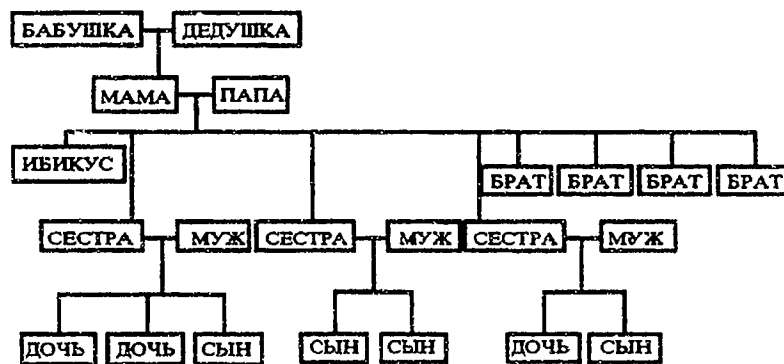 БАБУШКА ДЕДУШКА
МАМА ПАПА
ИБИКУС
БРАТ БРАТ БРАТ БРАТ
СЕСТРА МУЖ СЕСТРА МУЖ СЕСТРА МУЖ
ДОЧЬ ДОЧЬ СЫН СЫН СЫН ДОЧЬ СЫН